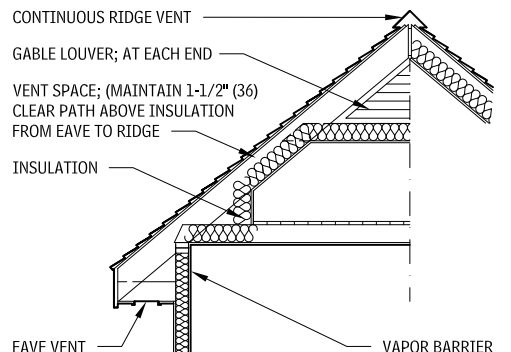 CONTINUOUS RIDGE VENT
GABLE LOUVER; AT EACH END
VENT SPACE; (MAINTAIN 1-1/2" (36)
CLEAR PATH ABOVE INSULATION
FROM EAVE TO RIDGE
INSULATION
EAVE VENT
VAPOR BARRIER